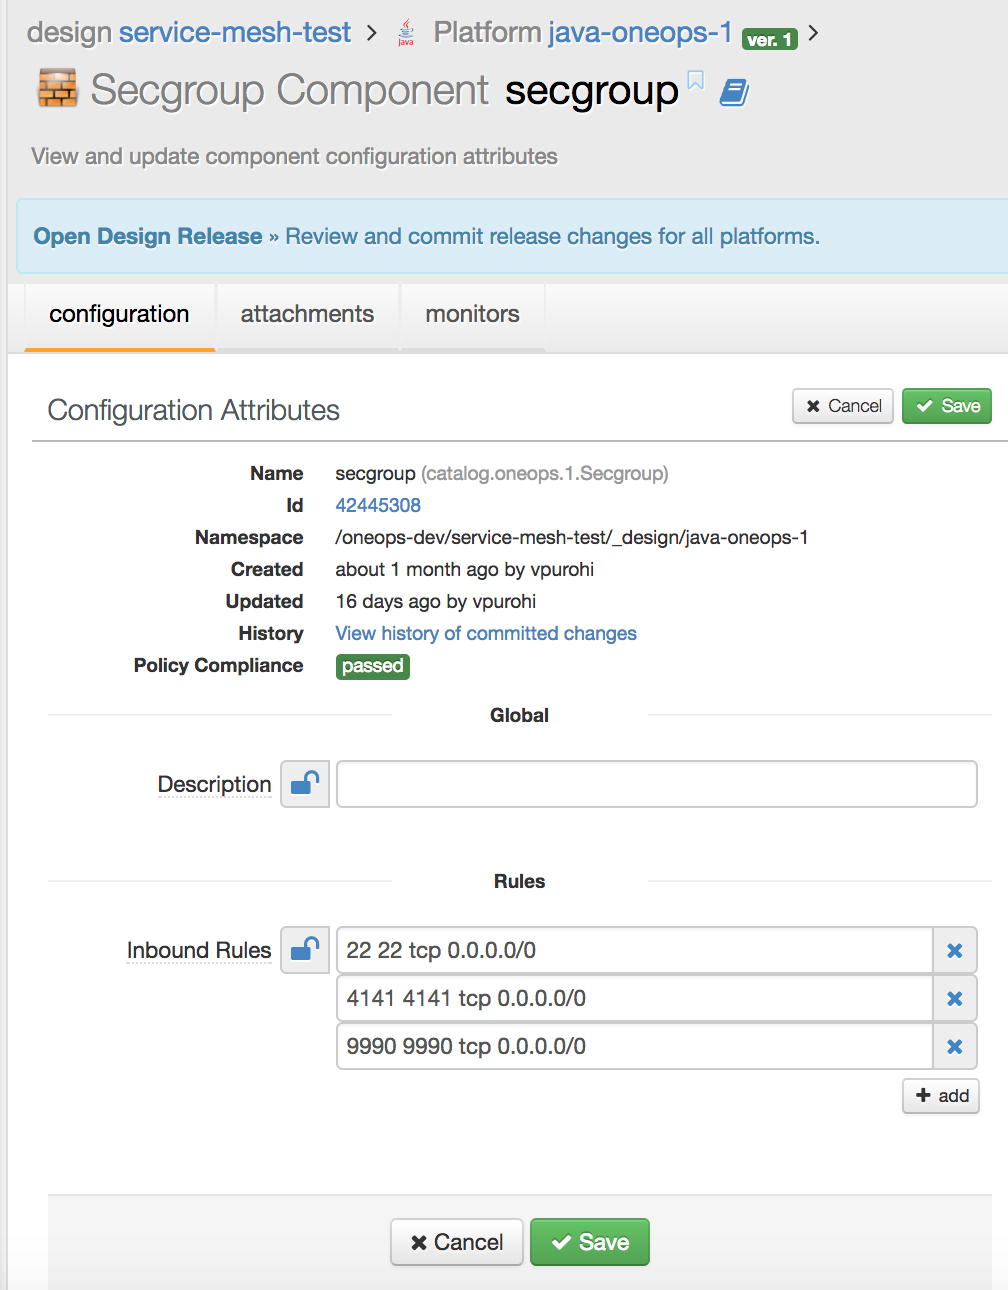 design service-mesh-test > Java Platform java-oneops-1 ver. 1 >
Secgroup Component secgroup
View and update component configuration attributes
Open Design Release » Review and commit release changes for all platforms.
configuration attachments monitors
Configuration Attributes Cancel Save
Name secgroup (catalog.oneops.1.Secgroup)
Id 42445308
Namespace /oneops-dev/service-mesh-test/_design/java-oneops-1
Created about 1 month ago by vpurohi
Updated 16 days ago by vpurohi
History View history of committed changes
Policy Compliance passed
Global
Description
Rules
Inbound Rules 22 22 tcp 0.0.0.0/0
4141 4141 tcp 0.0.0.0/0
9990 9990 tcp 0.0.0.0/0
+ add
Cancel Save